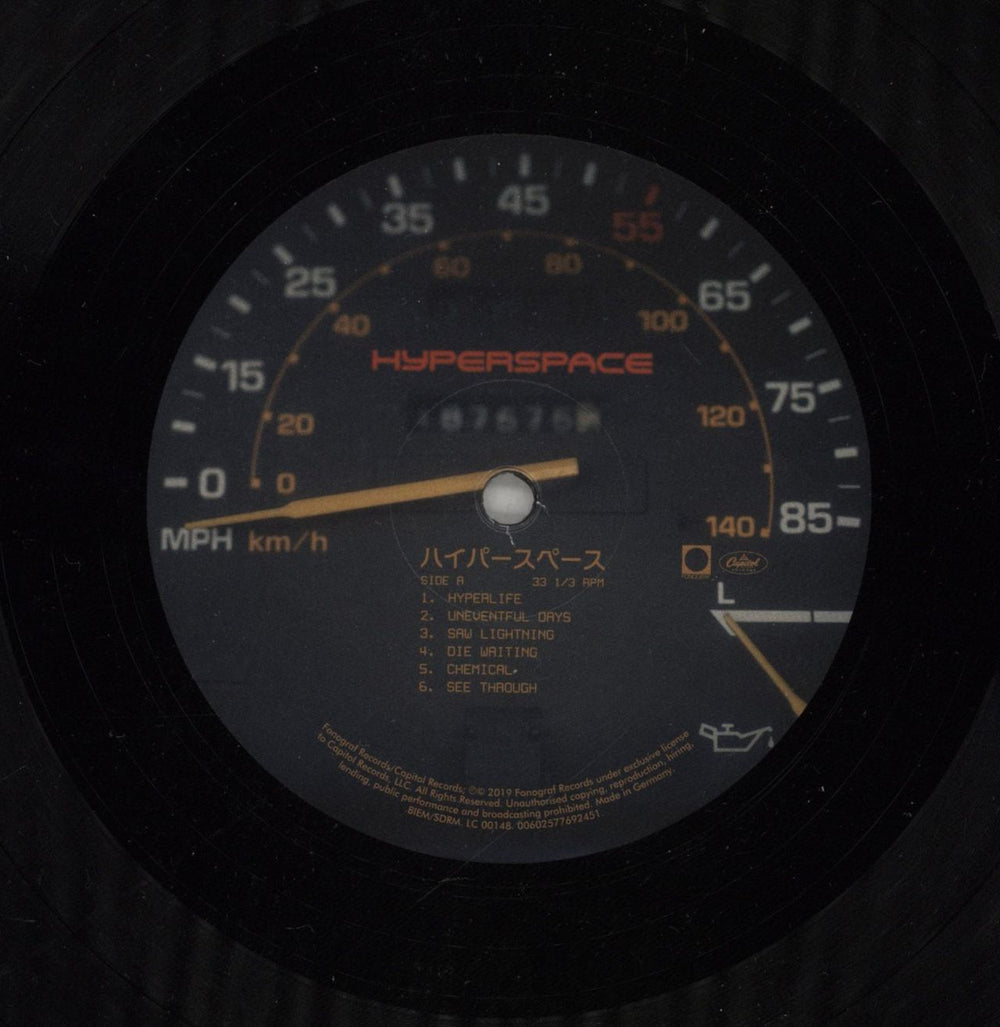 45
35
55
25
60
80
65
40
100
HYPERSPACE
15
75
20
120
87675
0
0
MPH km/h
140
85
ハイパースペース
SIDE A 33 1/3 RPM
Capitol
L
1. HYPERLIFE
2. UNEVENTFUL DAYS
3. SAW LIGHTNING
4. DIE WAITING
5. CHEMICAL
6. SEE THROUGH
Fonograf Records/Capitol Records; ℗© 2019 Fonograf Records under exclusive license
to Capitol Records, LLC. All Rights Reserved. Unauthorised copying, reproduction, hiring,
lending, public performance and broadcasting prohibited. Made in Germany.
BIEM/SDRM. LC 00148. 00602577692451